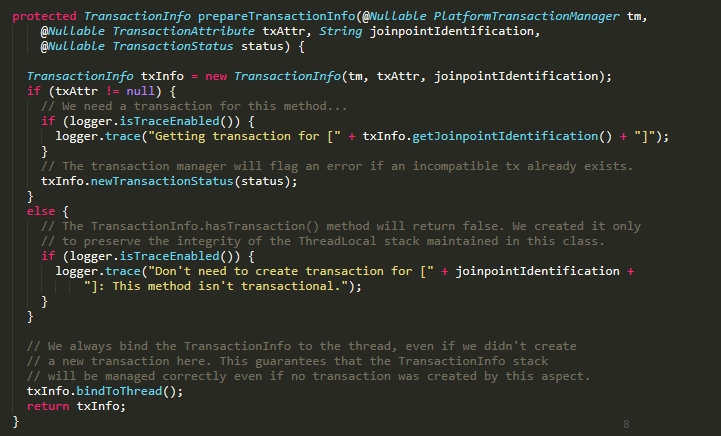 protected TransactionInfo prepareTransactionInfo(@Nullable PlatformTransactionManager tm,
    @Nullable TransactionAttribute txAttr, String joinpointIdentification,
    @Nullable TransactionStatus status) {

  TransactionInfo txInfo = new TransactionInfo(tm, txAttr, joinpointIdentification);
  if (txAttr != null) {
    // We need a transaction for this method...
    if (logger.isTraceEnabled()) {
      logger.trace("Getting transaction for [" + txInfo.getJoinpointIdentification() + "]");
    }
    // The transaction manager will flag an error if an incompatible tx already exists.
    txInfo.newTransactionStatus(status);
  }
  else {
    // The TransactionInfo.hasTransaction() method will return false. We created it only
    // to preserve the integrity of the ThreadLocal stack maintained in this class.
    if (logger.isTraceEnabled()) {
      logger.trace("Don't need to create transaction for [" + joinpointIdentification +
          "]: This method isn't transactional.");
    }
  }

  // We always bind the TransactionInfo to the thread, even if we didn't create
  // a new transaction here. This guarantees that the TransactionInfo stack
  // will be managed correctly even if no transaction was created by this aspect.
  txInfo.bindToThread();
  return txInfo;
}
8